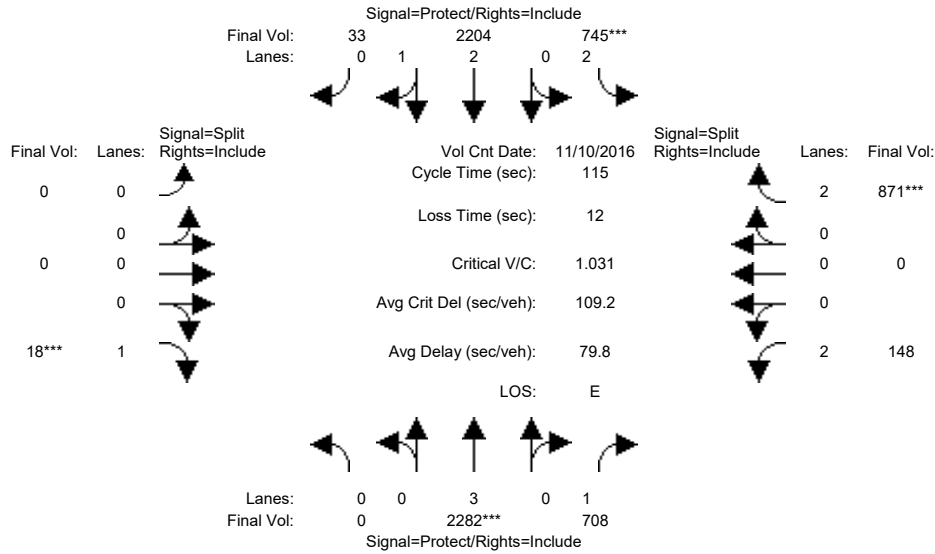 Signal=Protect/Rights=Include
Final Vol: 33 2204 745***
Lanes: 0 1 2 0 2
Signal=Split Signal=Split
Final Vol: Lanes: Rights=Include Vol Cnt Date: 11/10/2016 Rights=Include Lanes: Final Vol:
Cycle Time (sec): 115
0 0 2 871***
Loss Time (sec): 12
0 0
0 0 Critical V/C: 1.031 0 0
0 Avg Crit Del (sec/veh): 109.2 0
18*** 1 Avg Delay (sec/veh): 79.8 2 148
LOS: E
Lanes: 0 0 3 0 1
Final Vol: 0 2282*** 708
Signal=Protect/Rights=Include